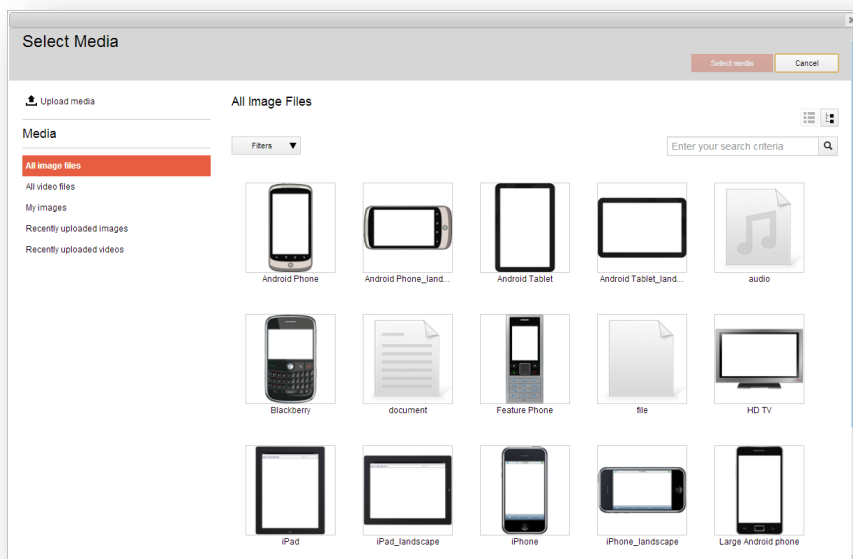 Select Media
Select media
Cancel
Upload media
Media
All image files
All video files
My images
Recently uploaded images
Recently uploaded videos
All Image Files
Filters
Enter your search criteria
Android Phone
Android Phone_land...
Android Tablet
Android Tablet_land...
audio
Blackberry
document
Feature Phone
file
HD TV
iPad
iPad_landscape
iPhone
iPhone_landscape
Large Android phone